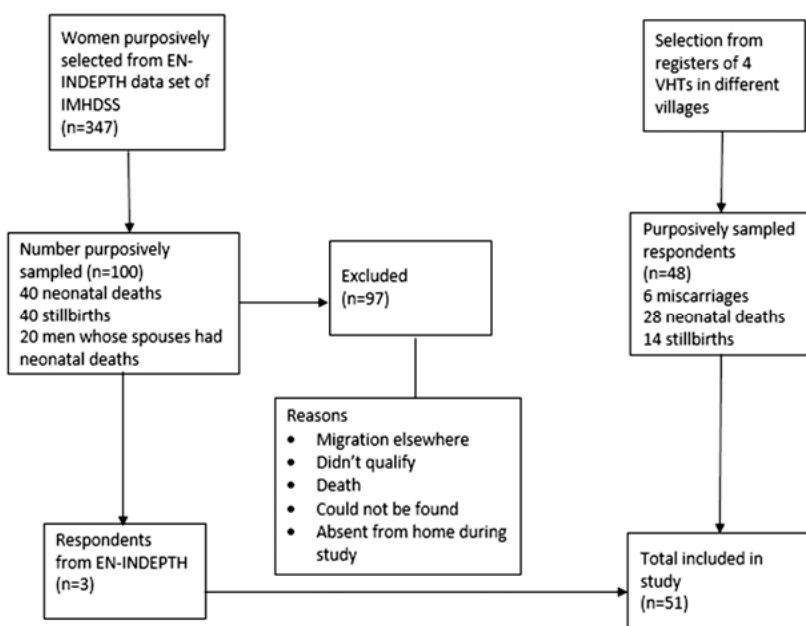 Women purposively
selected from EN-
INDEPTH data set of
IMHDSS
(n=347)
Selection from
registers of 4
VHTs in different
villages
Number purposively
sampled (n=100)
40 neonatal deaths
40 stillbirths
20 men whose spouses had
neonatal deaths
Excluded
(n=97)
Purposively sampled
respondents
(n=48)
6 miscarriages
28 neonatal deaths
14 stillbirths
Reasons
• Migration elsewhere
• Didn't qualify
• Death
• Could not be found
• Absent from home during
study
Respondents
from EN-INDEPTH
(n=3)
Total included in
study
(n=51)